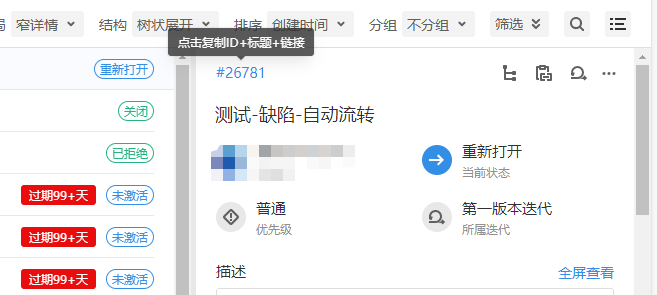 窄详情 结构 树状展开 排序 创建时间 分组 不分组 筛选
点击复制ID+标题+链接
重新打开
#26781
关闭
测试-缺陷-自动流转
已拒绝
重新打开
当前状态
过期99+天 未激活
普通
优先级
第一版本迭代
所属迭代
过期99+天 未激活
描述 全屏查看
过期99+天 未激活